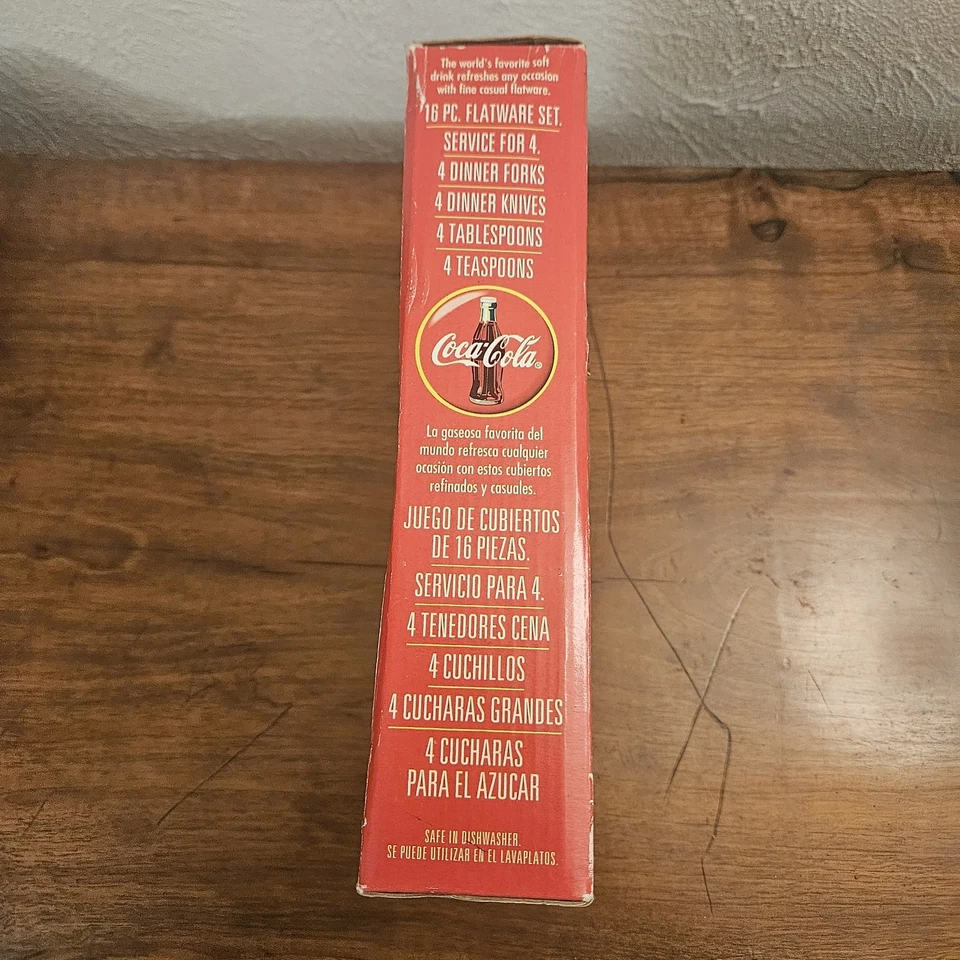 The world's favorite soft
drink refreshes any occasion
with fine casual flatware.
16 PC. FLATWARE SET.
SERVICE FOR 4.
4 DINNER FORKS
4 DINNER KNIVES
4 TABLESPOONS
4 TEASPOONS
Coca-Cola®
La gaseosa favorita del
mundo refresca cualquier
ocasión con estos cubiertos
refinados y casuales.
JUEGO DE CUBIERTOS
DE 16 PIEZAS.
SERVICIO PARA 4.
4 TENEDORES CENA
4 CUCHILLOS
4 CUCHARAS GRANDES
4 CUCHARAS
PARA EL AZUCAR
SAFE IN DISHWASHER.
SE PUEDE UTILIZAR EN EL LAVAPLATOS.